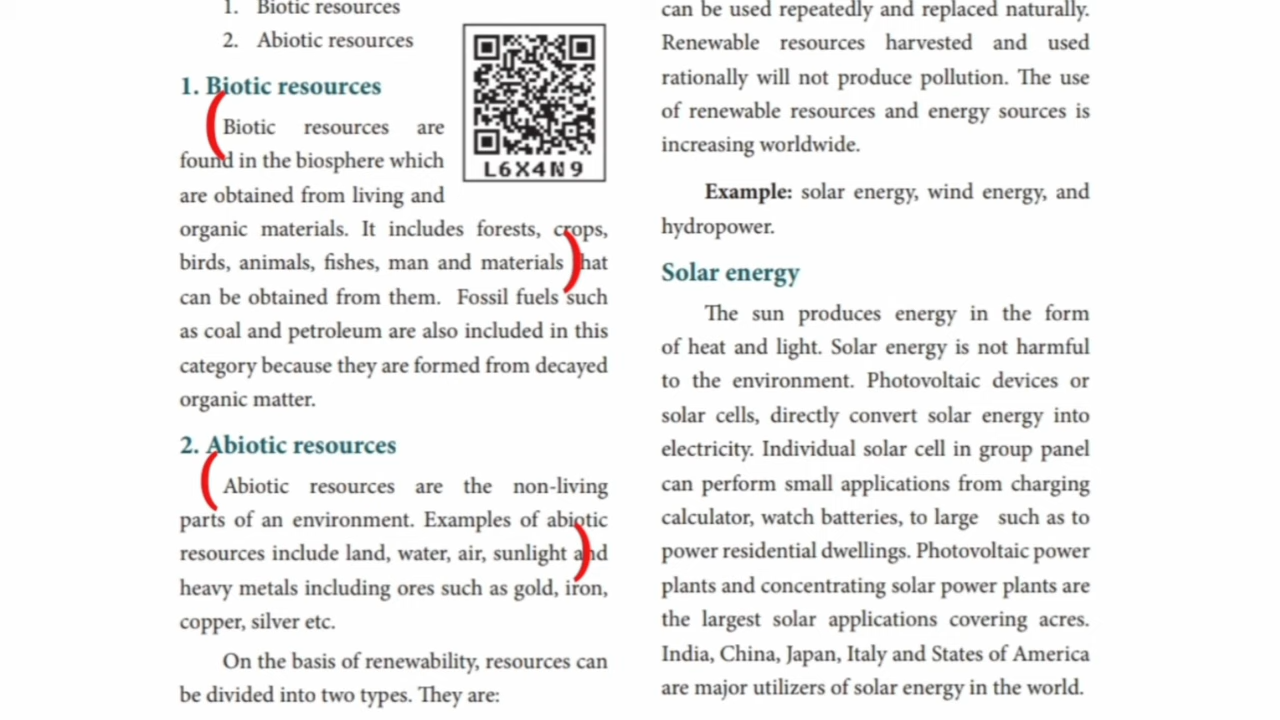 1. Biotic resources
2. Abiotic resources
1. Biotic resources
Biotic resources are
found in the biosphere which
are obtained from living and
organic materials. It includes forests, crops,
birds, animals, fishes, man and materials that
can be obtained from them. Fossil fuels such
as coal and petroleum are also included in this
category because they are formed from decayed
organic matter.
L6X4N9
2. Abiotic resources
Abiotic resources are the non-living
parts of an environment. Examples of abiotic
resources include land, water, air, sunlight and
heavy metals including ores such as gold, iron,
copper, silver etc.
On the basis of renewability, resources can
be divided into two types. They are:
can be used repeatedly and replaced naturally.
Renewable resources harvested and used
rationally will not produce pollution. The use
of renewable resources and energy sources is
increasing worldwide.
Example: solar energy, wind energy, and
hydropower.
Solar energy
The sun produces energy in the form
of heat and light. Solar energy is not harmful
to the environment. Photovoltaic devices or
solar cells, directly convert solar energy into
electricity. Individual solar cell in group panel
can perform small applications from charging
calculator, watch batteries, to large such as to
power residential dwellings. Photovoltaic power
plants and concentrating solar power plants are
the largest solar applications covering acres.
India, China, Japan, Italy and States of America
are major utilizers of solar energy in the world.